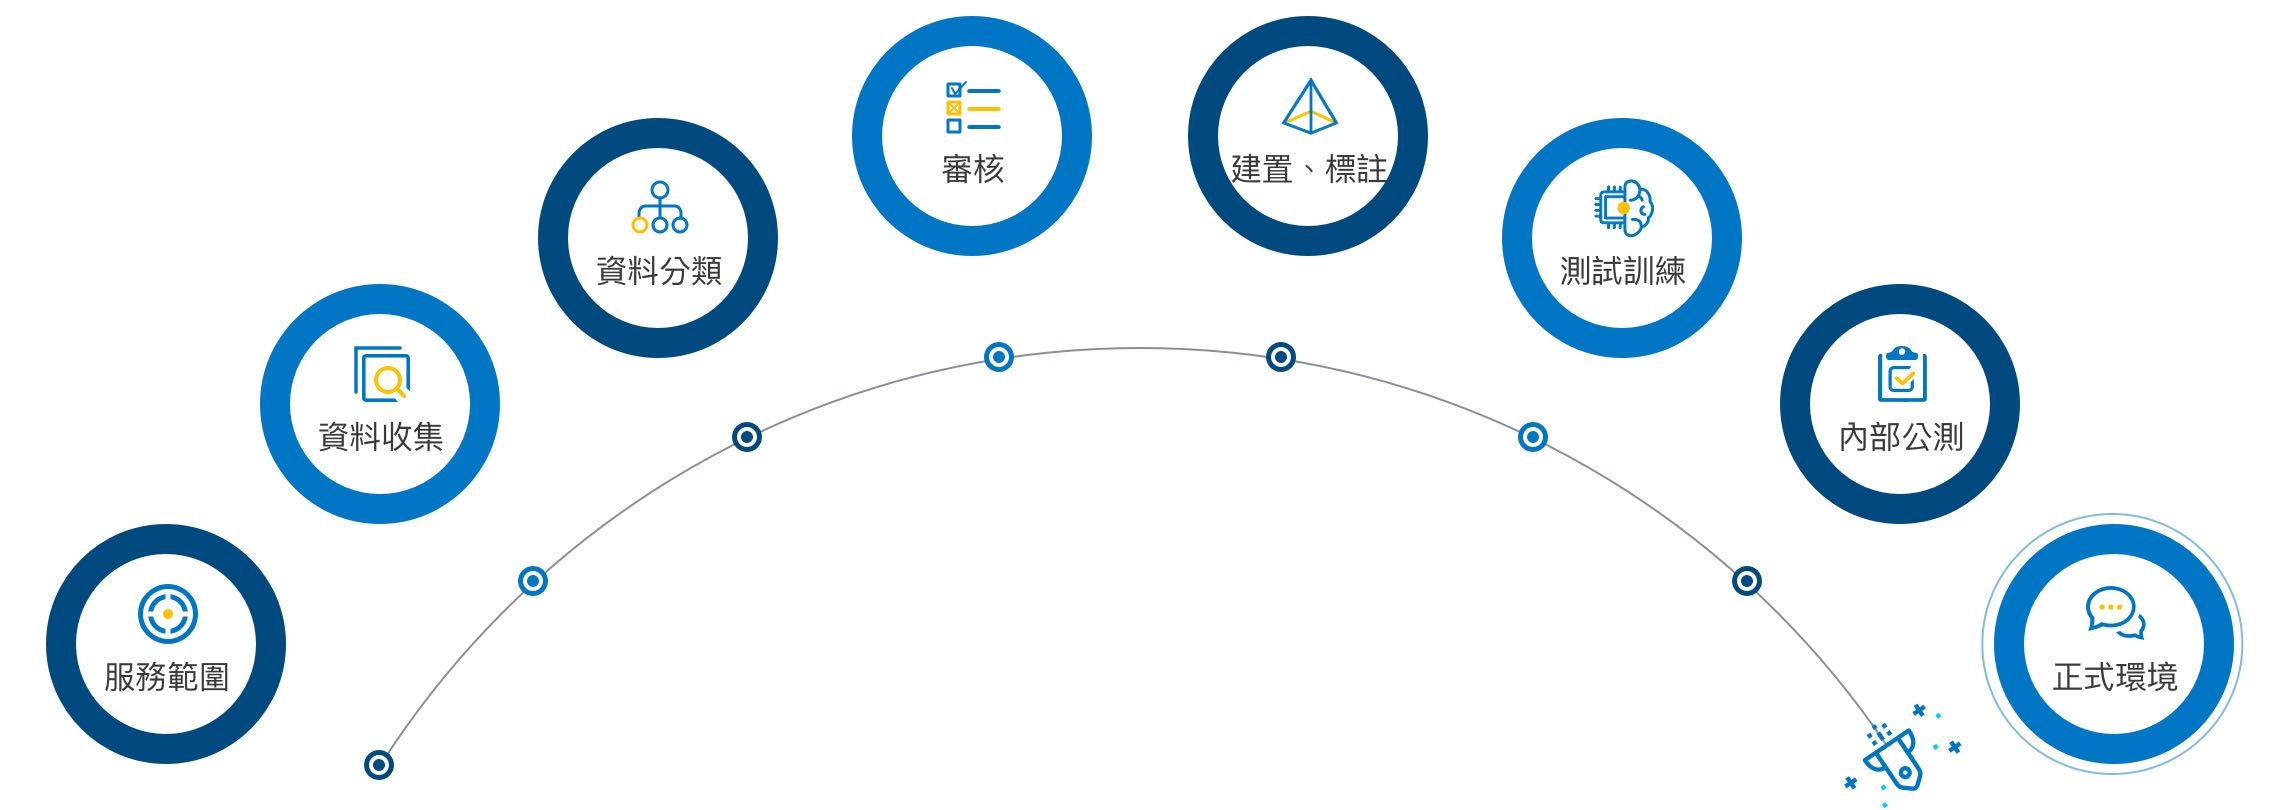 服務範圍
資料收集
資料分類
審核
建置、標註
測試訓練
內部公測
正式環境